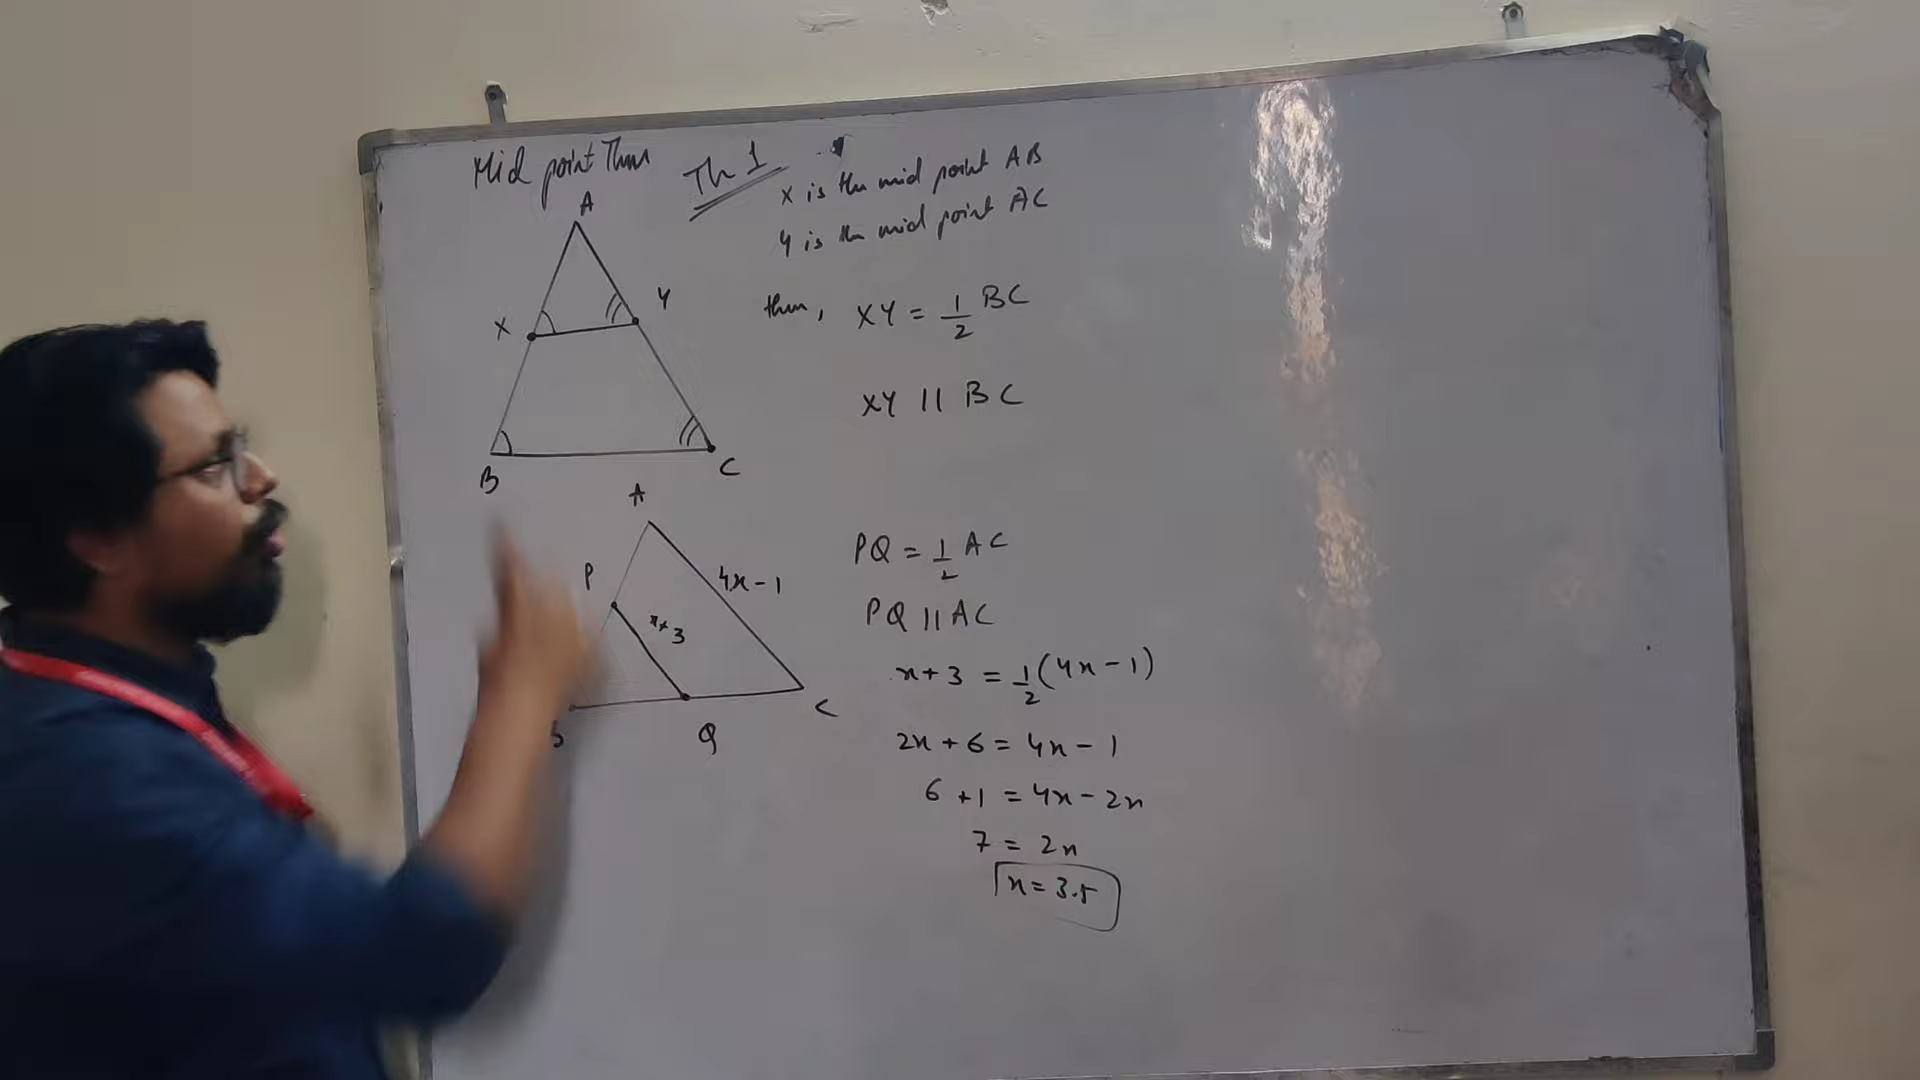 Mid point Thm
Th 1
X is the mid point AB
Y is the mid point AC
A
X
Y
B
C
then, XY = 1/2 BC
XY || BC
A
P
4x - 1
x+3
Q
C
PQ = 1/2 AC
PQ || AC
x + 3 = 1/2 (4x - 1)
2x + 6 = 4x - 1
6 + 1 = 4x - 2x
7 = 2x
x = 3.5